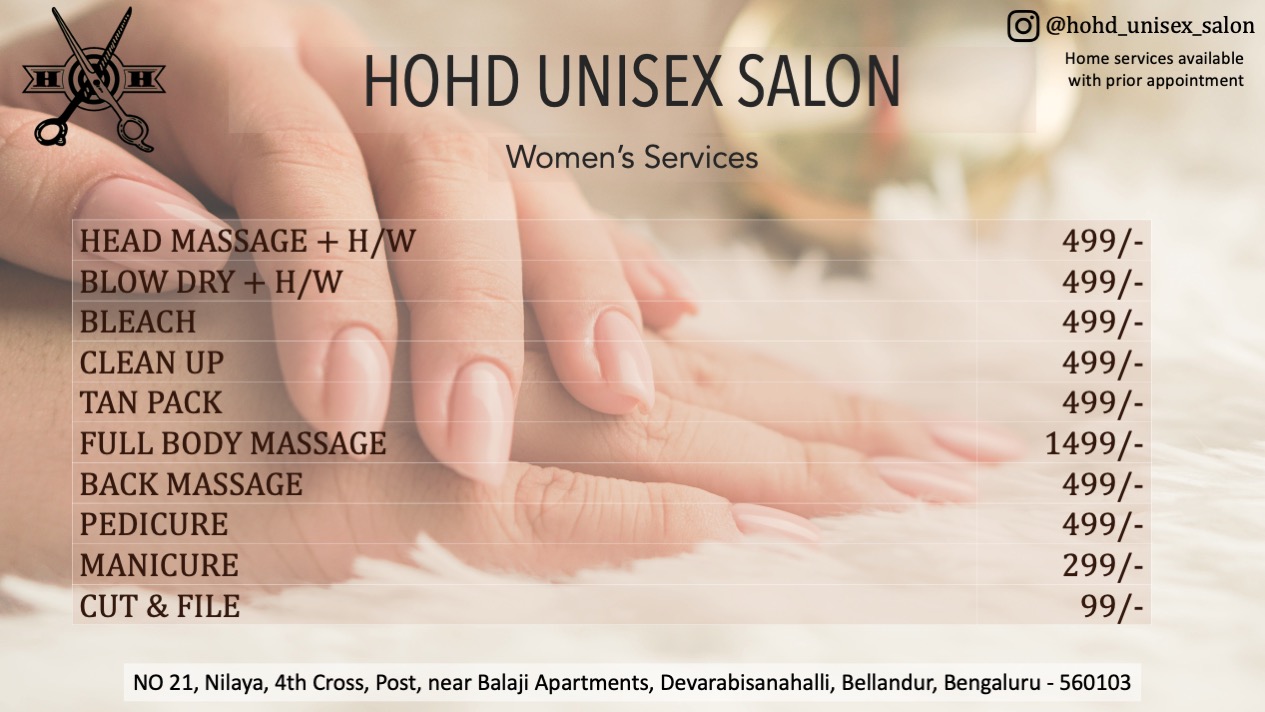 @hohd_unisex_salon
Home services available
with prior appointment
H H
HOHD UNISEX SALON
Women’s Services
HEAD MASSAGE + H/W 499/-
BLOW DRY + H/W 499/-
BLEACH 499/-
CLEAN UP 499/-
TAN PACK 499/-
FULL BODY MASSAGE 1499/-
BACK MASSAGE 499/-
PEDICURE 499/-
MANICURE 299/-
CUT & FILE 99/-
NO 21, Nilaya, 4th Cross, Post, near Balaji Apartments, Devarabisanahalli, Bellandur, Bengaluru - 560103